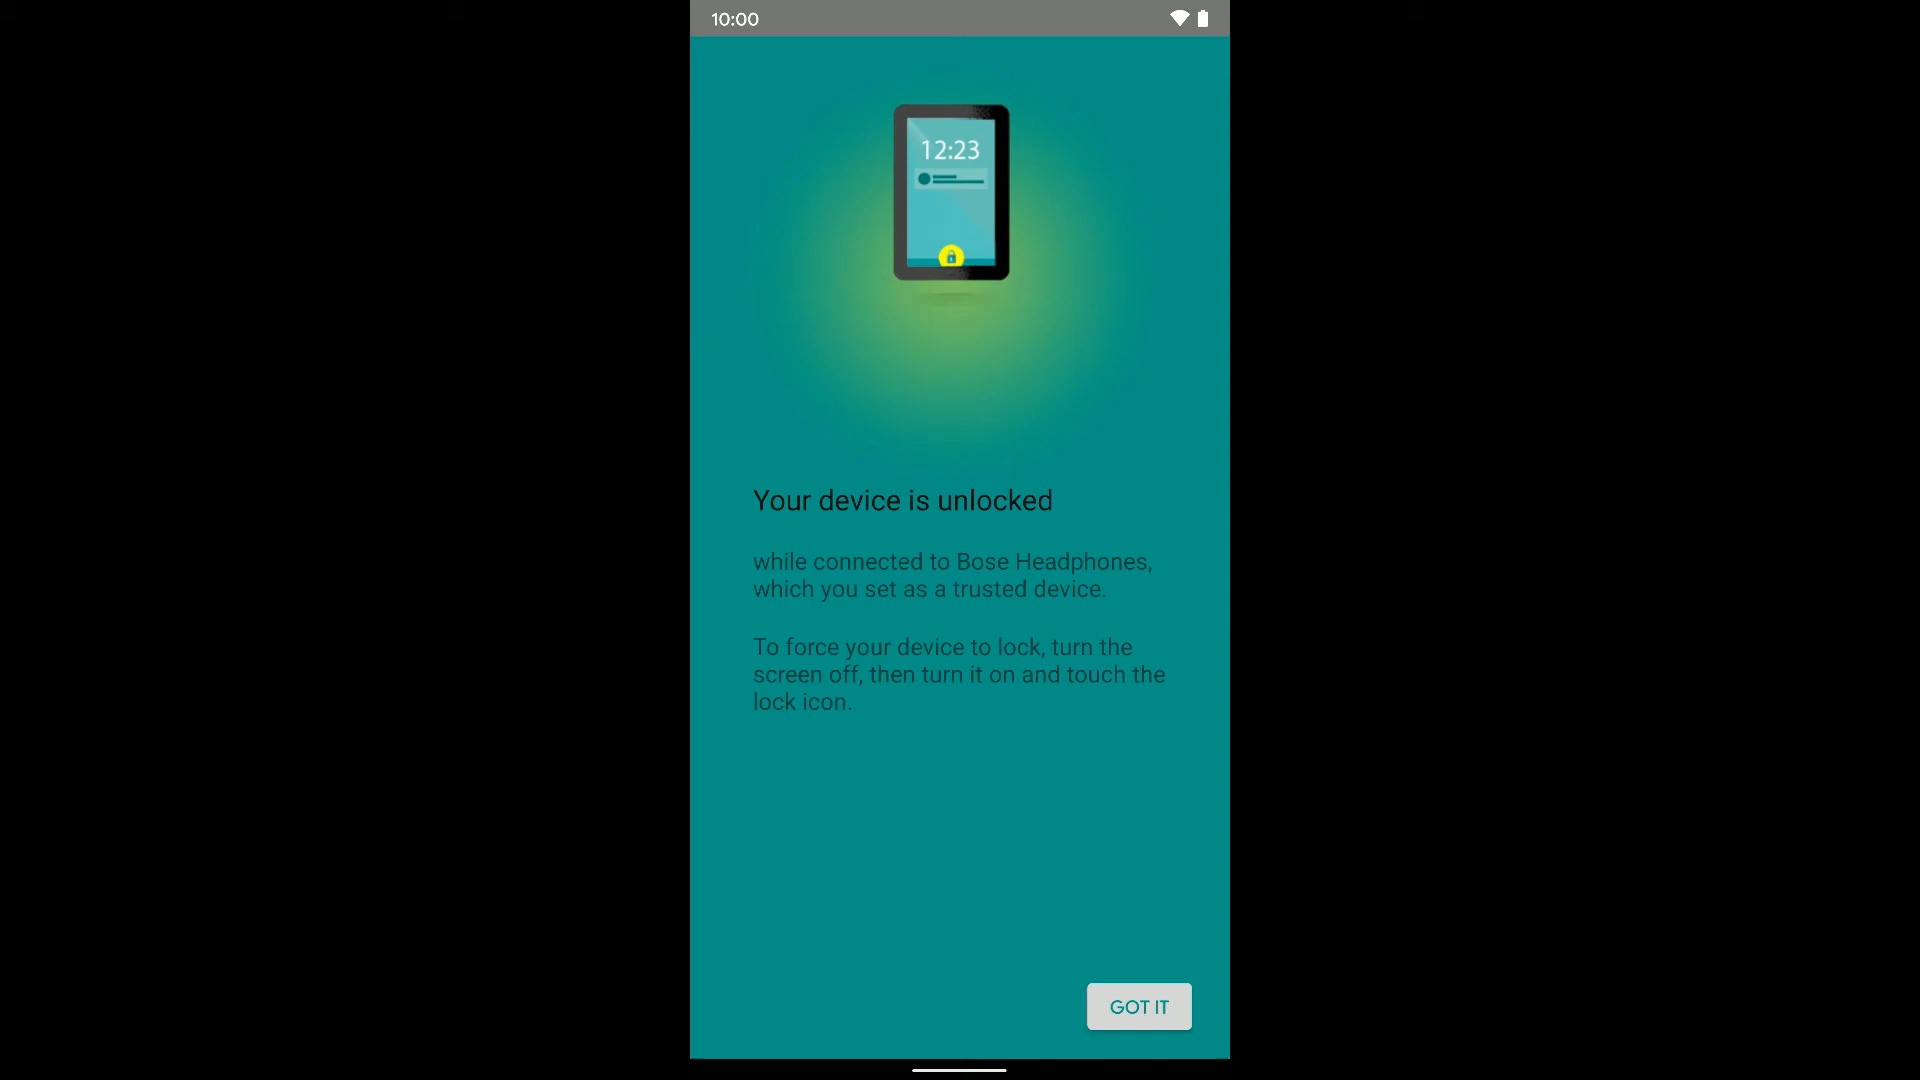 10:00
12:23
Your device is unlocked
while connected to Bose Headphones,
which you set as a trusted device.
To force your device to lock, turn the
screen off, then turn it on and touch the
lock icon.
GOT IT